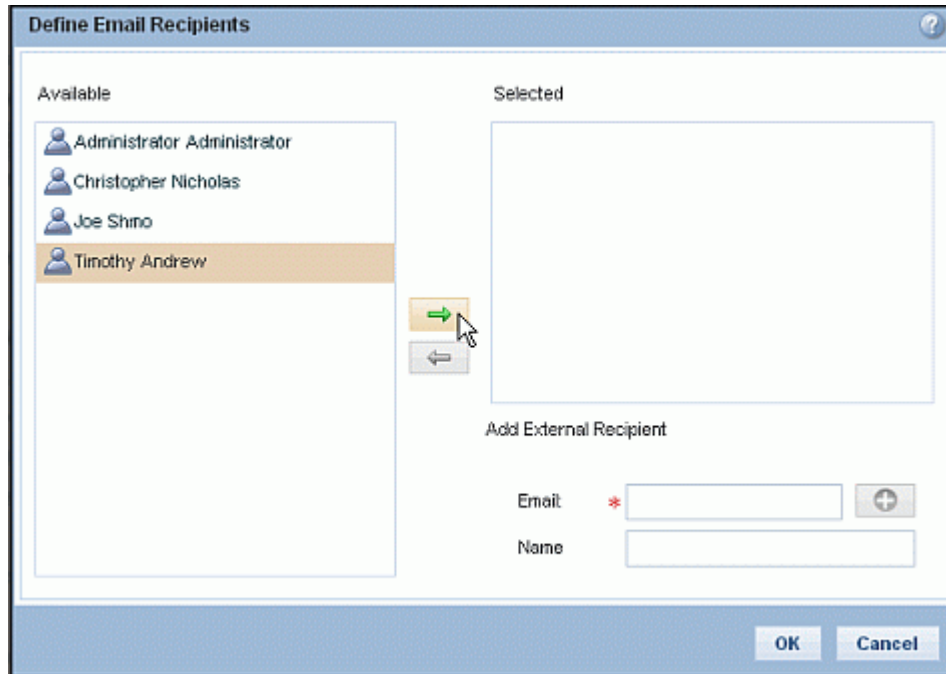 Define Email Recipients
?
Available
Selected
Administrator Administrator
Christopher Nicholas
Joe Shmo
Timothy Andrew
Add External Recipient
Email *
Name
OK Cancel